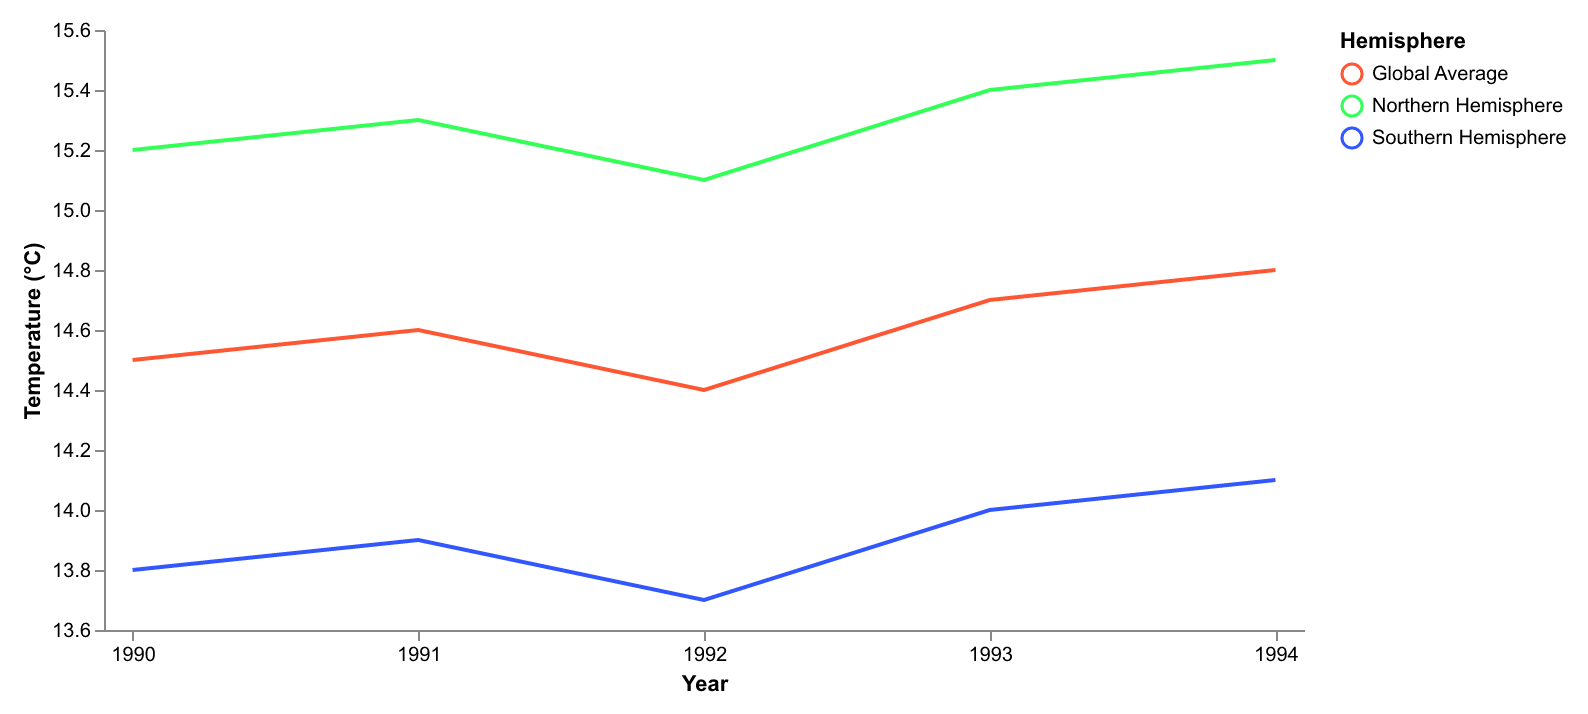 15.6
15.4
15.2
15.0
14.8
14.6
14.4
14.2
14.0
13.8
13.6
Temperature (°C)
1990 1991 1992 1993 1994
Year
Hemisphere
Global Average
Northern Hemisphere
Southern Hemisphere